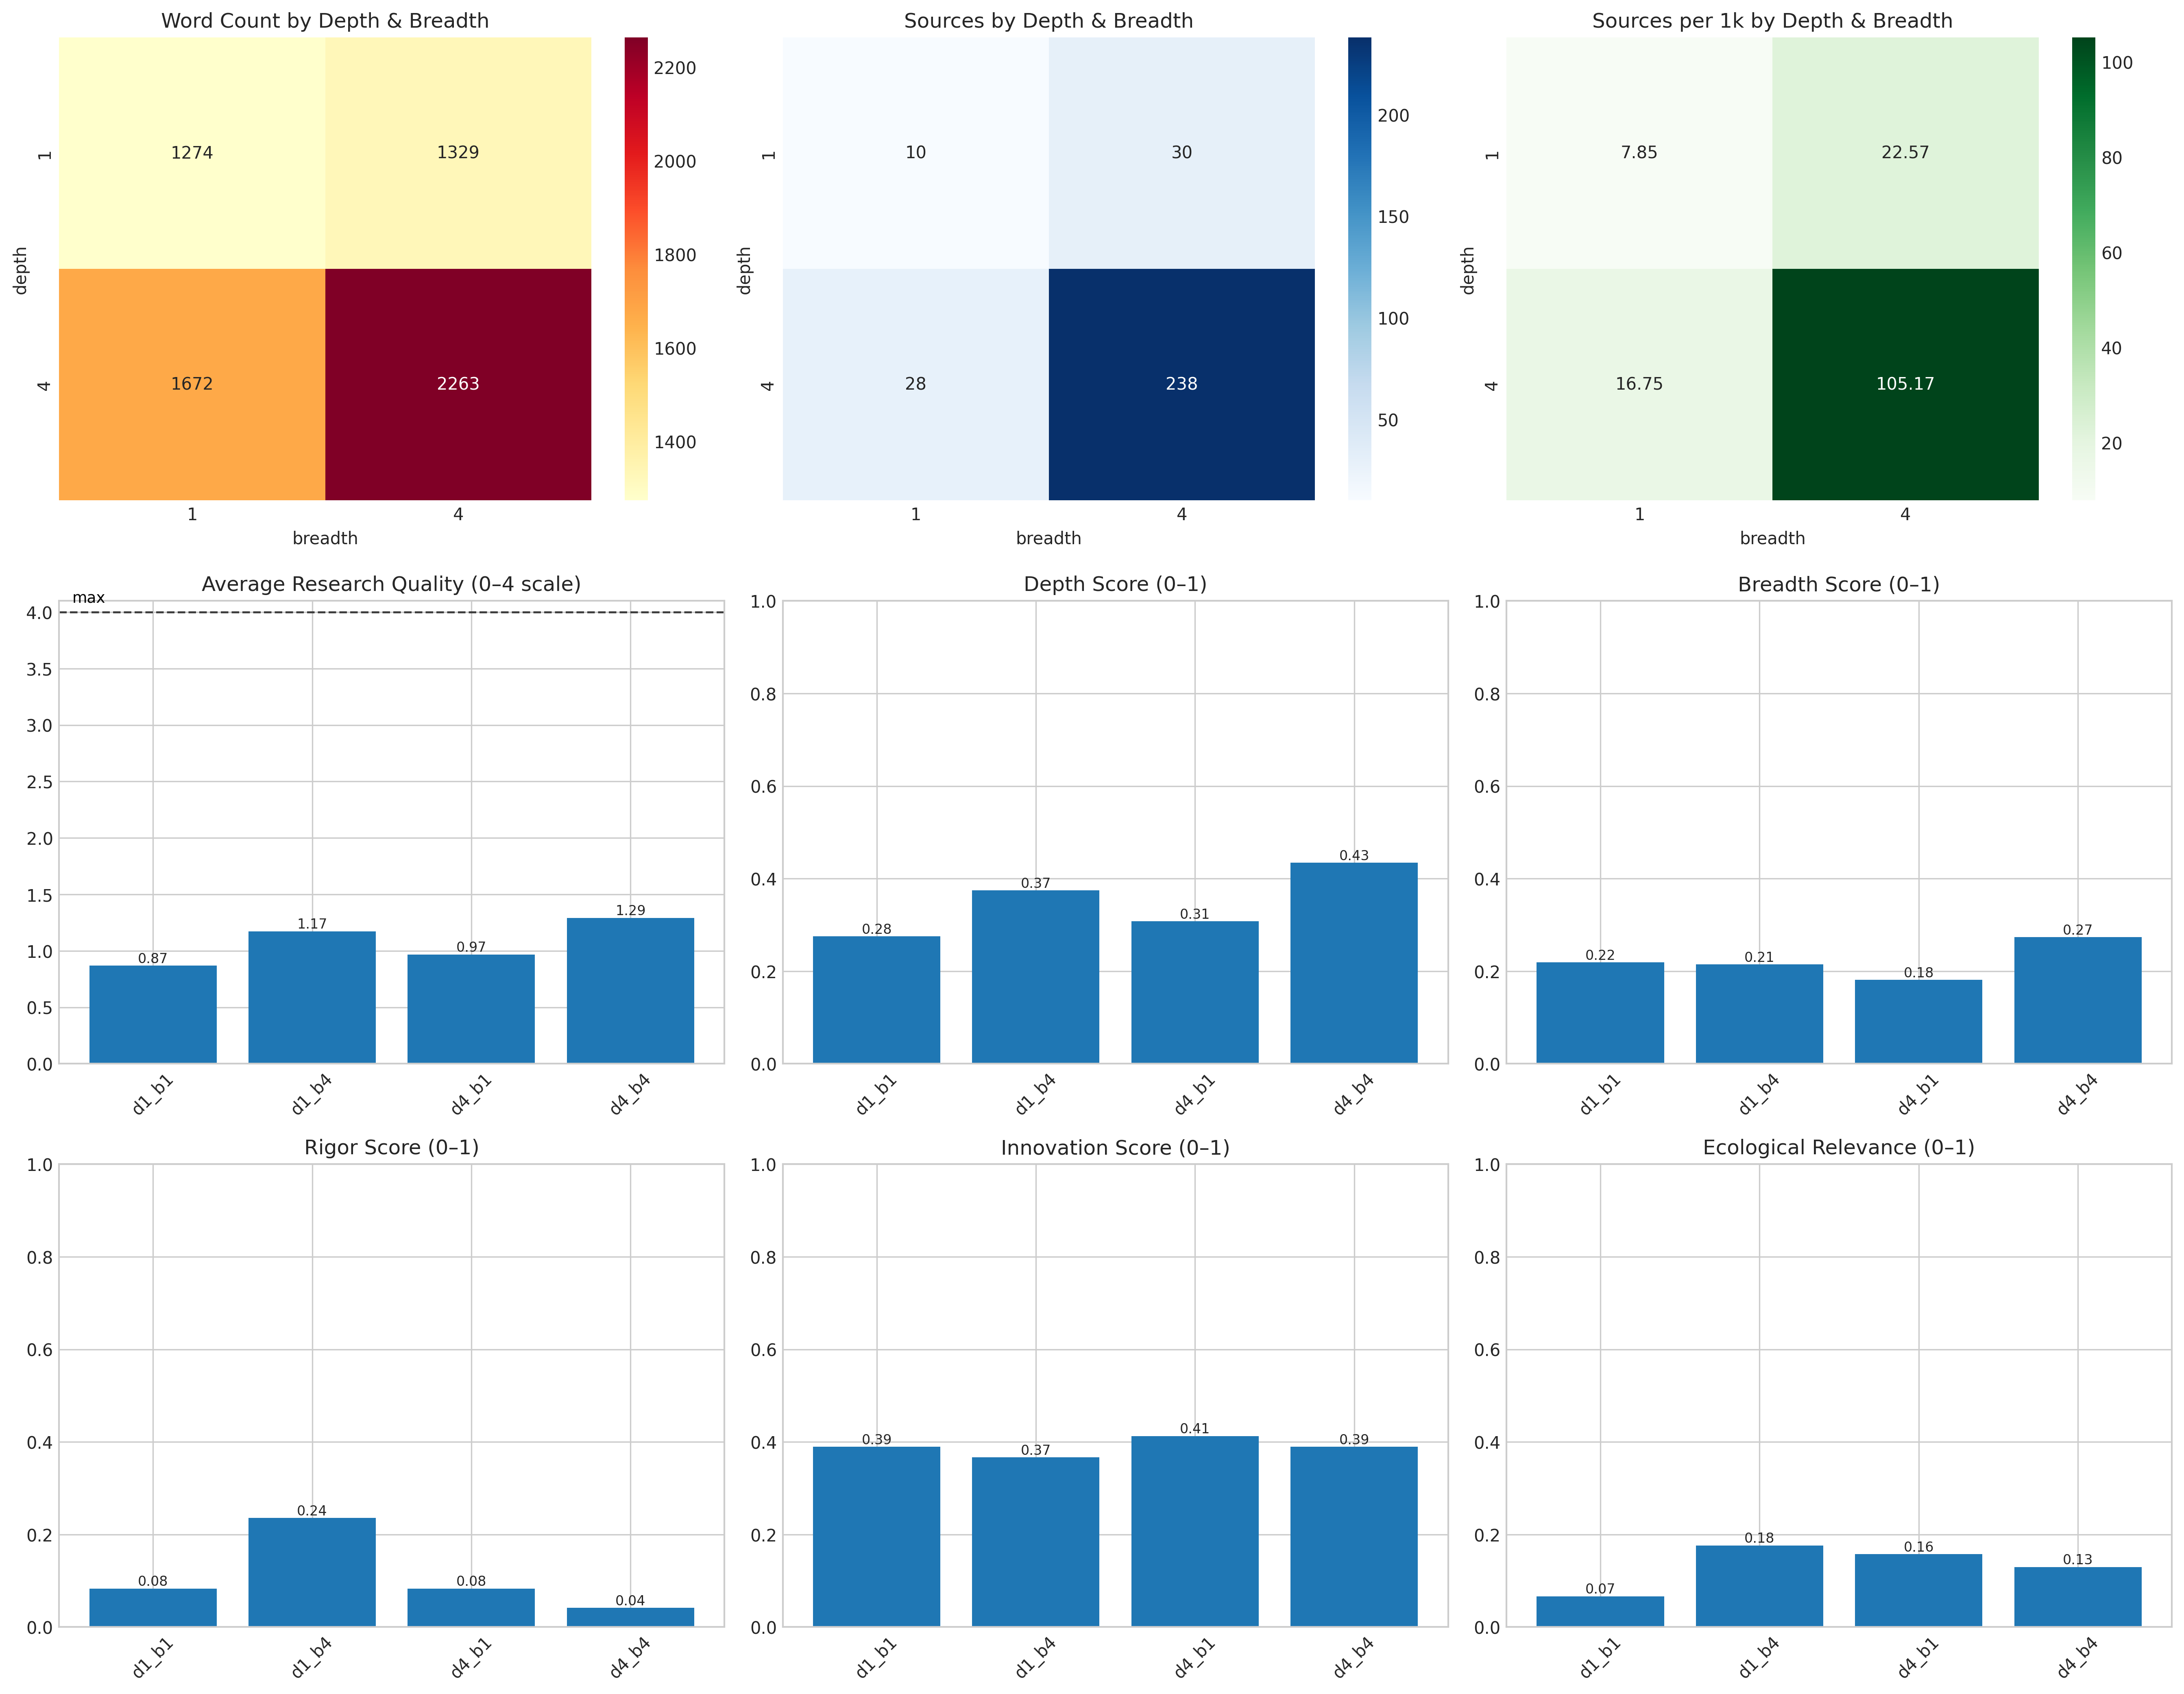 Word Count by Depth & Breadth
1274 1329
1672 2263
1 4
depth
1 4
breadth
2200
2000
1800
1600
1400
Sources by Depth & Breadth
10 30
28 238
1 4
depth
1 4
breadth
200
150
100
50
Sources per 1k by Depth & Breadth
7.85 22.57
16.75 105.17
1 4
depth
1 4
breadth
100
80
60
40
20
Average Research Quality (0–4 scale)
max
4.0
3.5
3.0
2.5
2.0
1.5
1.0
0.5
0.0
0.87 1.17 0.97 1.29
d1_b1 d1_b4 d4_b1 d4_b4
Depth Score (0–1)
1.0
0.8
0.6
0.4
0.2
0.0
0.28 0.37 0.31 0.43
d1_b1 d1_b4 d4_b1 d4_b4
Breadth Score (0–1)
1.0
0.8
0.6
0.4
0.2
0.0
0.22 0.21 0.18 0.27
d1_b1 d1_b4 d4_b1 d4_b4
Rigor Score (0–1)
1.0
0.8
0.6
0.4
0.2
0.0
0.08 0.24 0.08 0.04
d1_b1 d1_b4 d4_b1 d4_b4
Innovation Score (0–1)
1.0
0.8
0.6
0.4
0.2
0.0
0.39 0.37 0.41 0.39
d1_b1 d1_b4 d4_b1 d4_b4
Ecological Relevance (0–1)
1.0
0.8
0.6
0.4
0.2
0.0
0.07 0.18 0.16 0.13
d1_b1 d1_b4 d4_b1 d4_b4